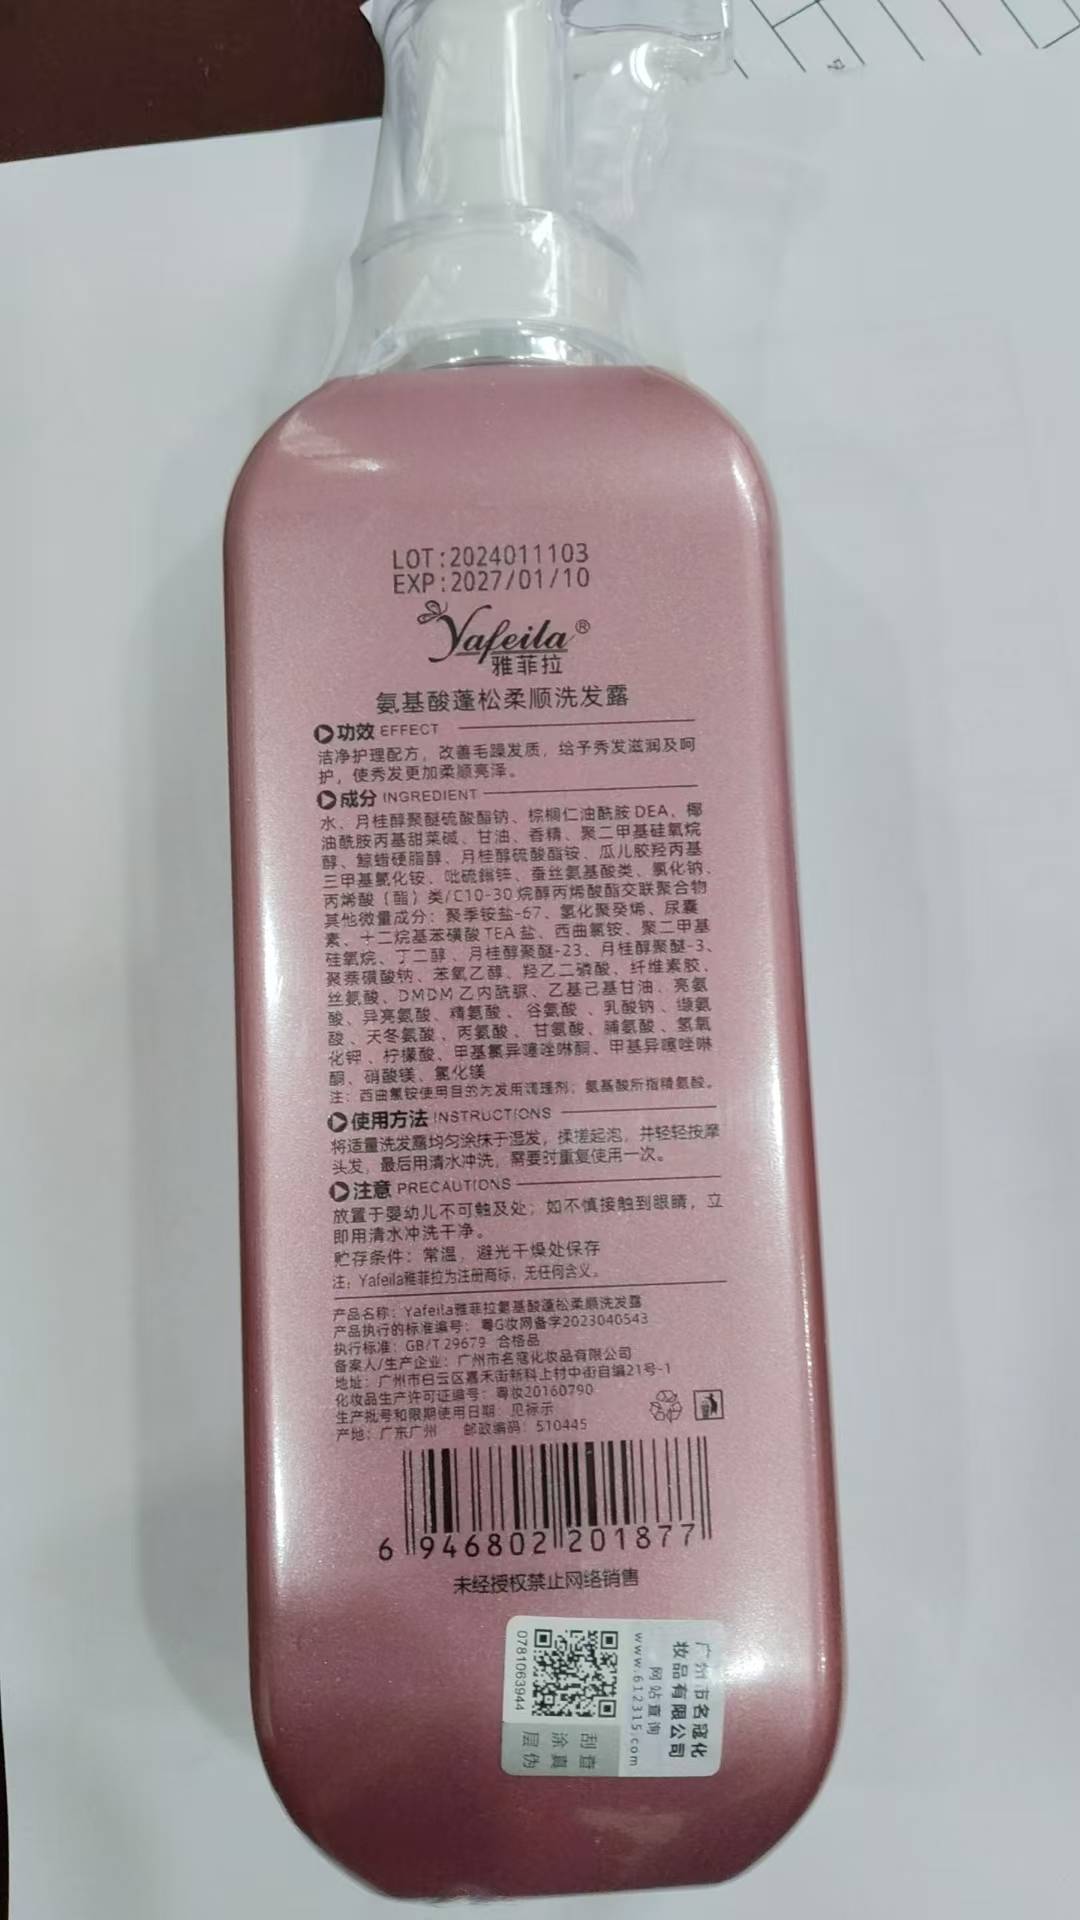 LOT:2024011103
EXP:2027/01/10
Yafeila®
雅菲拉
氨基酸蓬松柔顺洗发露
功效 EFFECT
洁净护理配方，改善毛躁发质，给予秀发滋润及呵
护，使秀发更加柔顺亮泽。
成分 INGREDIENT
水、月桂醇聚醚硫酸酯钠、棕榈仁油酰胺 DEA、椰
油酰胺丙基甜菜碱、甘油、香精、聚二甲基硅氧烷
醇、鲸蜡硬脂醇、月桂醇硫酸酯铵、瓜儿胶羟丙基
三甲基氯化铵、吡硫鎓锌、蚕丝氨基酸类、氯化钠、
丙烯酸（酯）类/C10-30 烷醇丙烯酸酯交联聚合物
其他微量成分：聚季铵盐-67、氢化聚癸烯、尿囊
素、十二烷基苯磺酸 TEA 盐、西曲氯铵、聚二甲基
硅氧烷、丁二醇、月桂醇聚醚-23、月桂醇聚醚-3、
聚萘磺酸钠、苯氧乙醇、羟乙二磷酸、纤维素胶、
丝氨酸、DMDM 乙内酰脲、乙基己基甘油、亮氨
酸、异亮氨酸、精氨酸、谷氨酸、乳酸钠、缬氨
酸、天冬氨酸、丙氨酸、甘氨酸、脯氨酸、氢氧
化钾、柠檬酸、甲基氯异噻唑啉酮、甲基异噻唑啉
酮、硝酸镁、氯化镁
注：西曲氯铵使用目的为发用调理剂；氨基酸所指精氨酸。
使用方法 INSTRUCTIONS
将适量洗发露均匀涂抹于湿发，揉搓起泡，并轻轻按摩
头发，最后用清水冲洗，需要时重复使用一次。
注意 PRECAUTIONS
放置于婴幼儿不可触及处；如不慎接触到眼睛，立
即用清水冲洗干净。
贮存条件：常温，避光干燥处保存
注：Yafeila雅菲拉为注册商标，无任何含义。
产品名称：Yafeila雅菲拉氨基酸蓬松柔顺洗发露
产品执行的标准编号：粤G妆网备字2023040543
执行标准：GB/T 29679 合格品
备案人/生产企业：广州市名蔻化妆品有限公司
地址：广州市白云区嘉禾街新科上村中街自编21号-1
化妆品生产许可证编号：粤妆20160790
生产批号和限期使用日期：见标示
产地：广东广州 邮政编码：510445
6 946802 201877
未经授权禁止网络销售
广州市名蔻化
妆品有限公司
网站查询
www.612315.com
0781063944
刮 查
涂 真
层 伪